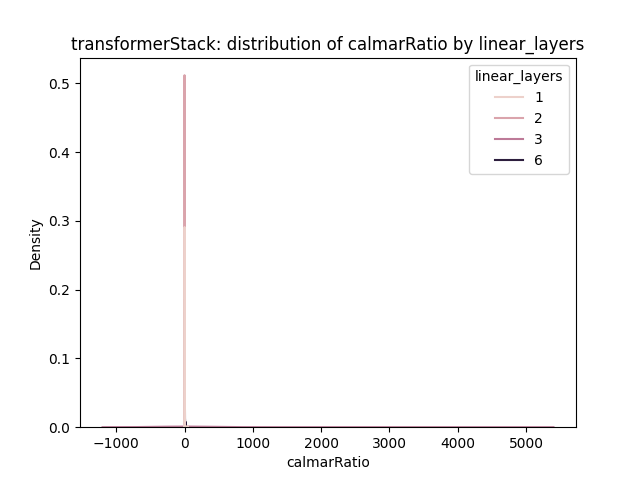 transformerStack: distribution of calmarRatio by linear_layers
linear_layers
1
2
3
6
Density
0.5
0.4
0.3
0.2
0.1
0.0
−1000 0 1000 2000 3000 4000 5000
calmarRatio